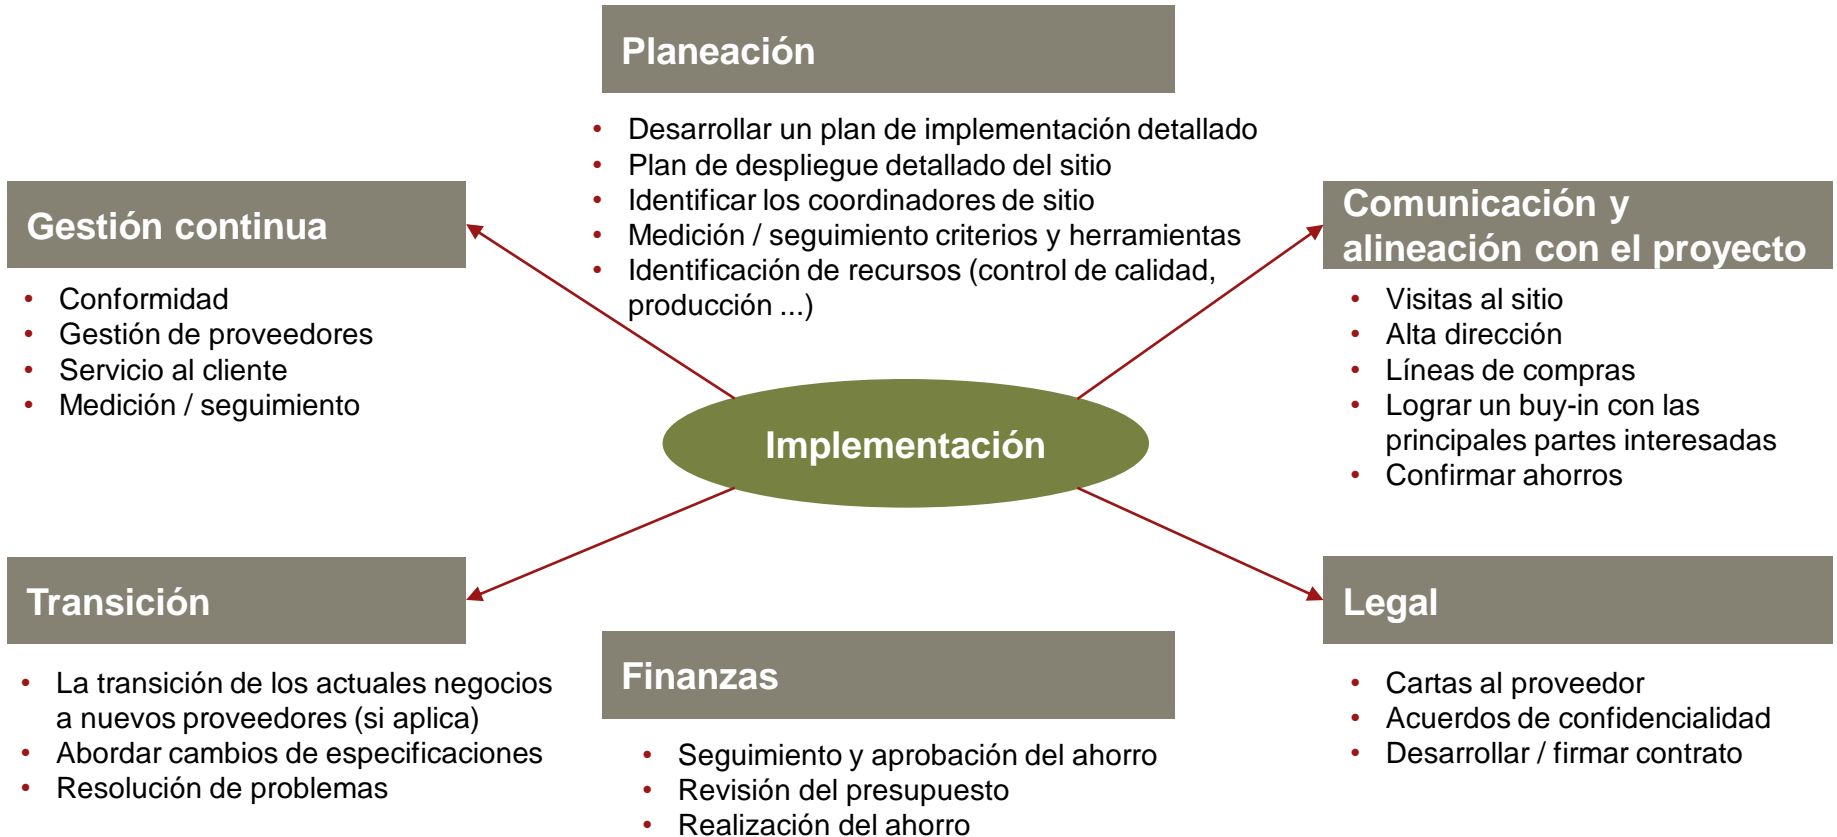 Planeación
• Desarrollar un plan de implementación detallado
• Plan de despliegue detallado del sitio
• Identificar los coordinadores de sitio
• Medición / seguimiento criterios y herramientas
• Identificación de recursos (control de calidad,
producción ...)
Gestión continua
• Conformidad
• Gestión de proveedores
• Servicio al cliente
• Medición / seguimiento
Comunicación y
alineación con el proyecto
• Visitas al sitio
• Alta dirección
• Líneas de compras
• Lograr un buy-in con las
principales partes interesadas
• Confirmar ahorros
Implementación
Transición
• La transición de los actuales negocios
a nuevos proveedores (si aplica)
• Abordar cambios de especificaciones
• Resolución de problemas
Finanzas
• Seguimiento y aprobación del ahorro
• Revisión del presupuesto
• Realización del ahorro
Legal
• Cartas al proveedor
• Acuerdos de confidencialidad
• Desarrollar / firmar contrato